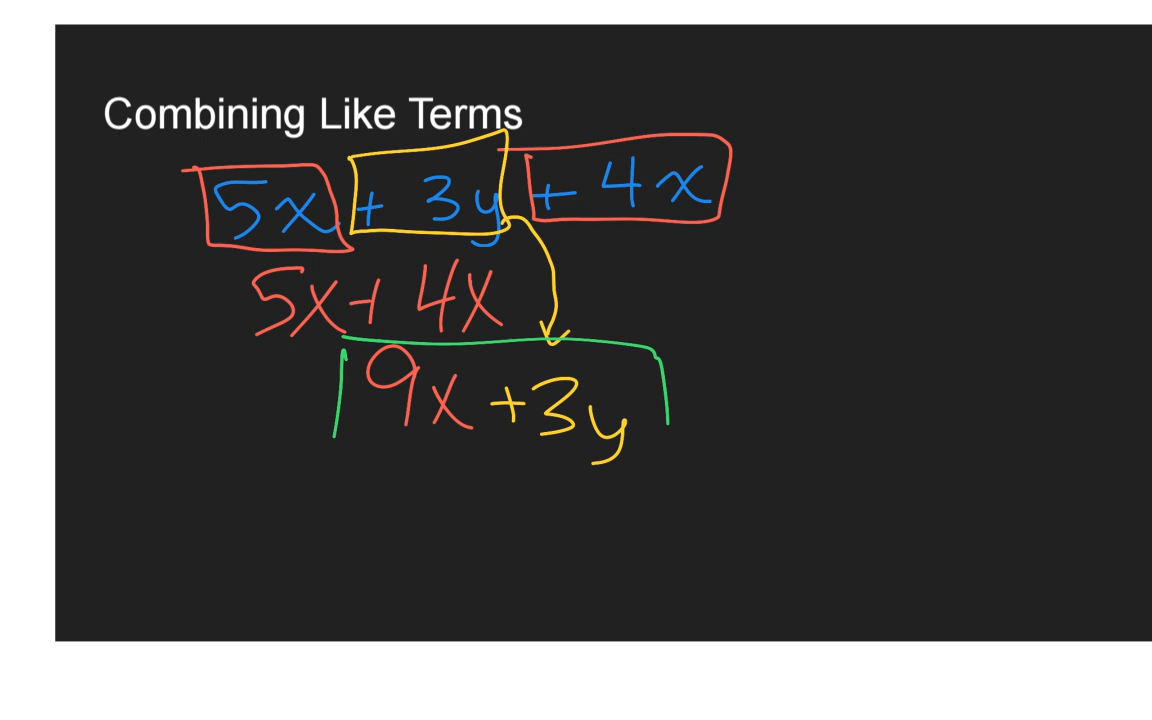 Combining Like Terms
5x + 3y + 4x
5x + 4x
9x + 3y